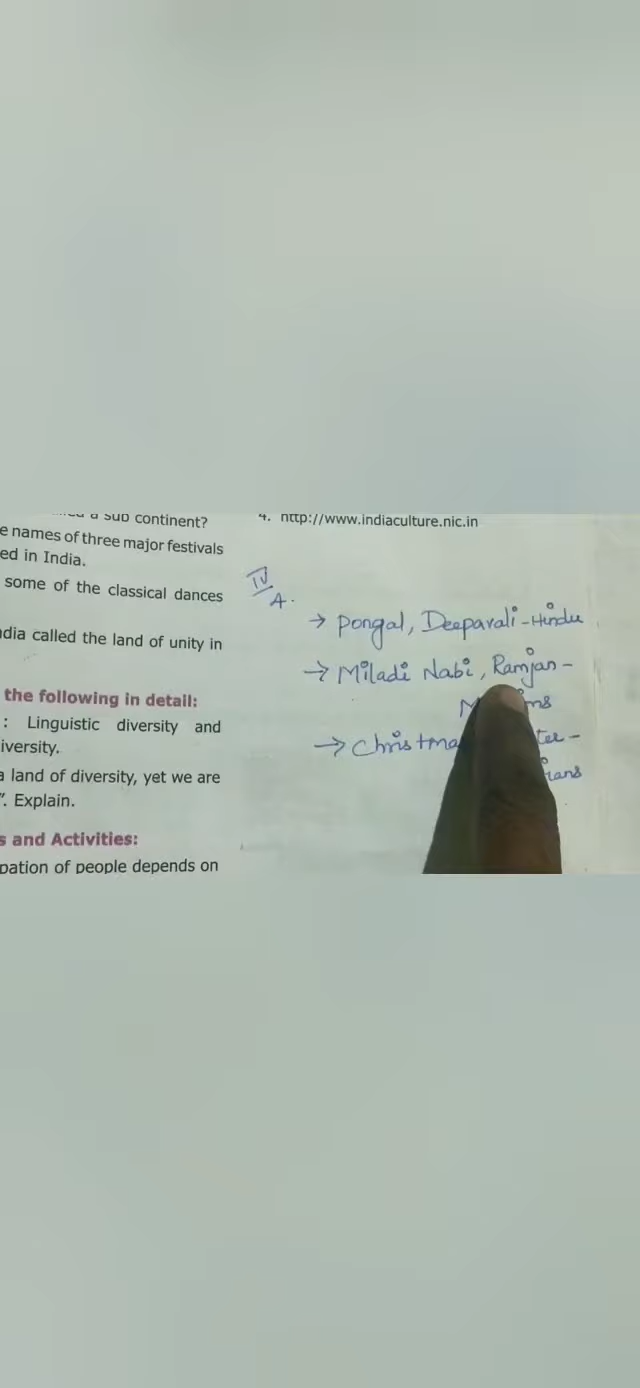 a sub continent?
e names of three major festivals
ed in India.
some of the classical dances
dia called the land of unity in
the following in detail:
: Linguistic diversity and
iversity.
a land of diversity, yet we are
". Explain.
s and Activities:
pation of people depends on
4. http://www.indiaculture.nic.in
IV
A.
→ Pongal, Deepavali - Hindu
→ Miladi Nabi, Ramjan -
→